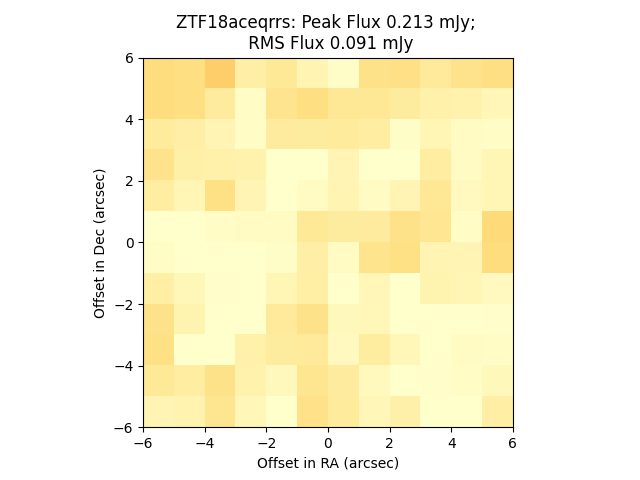 ZTF18aceqrrs: Peak Flux 0.213 mJy;
RMS Flux 0.091 mJy
6
4
2
0
−2
−4
−6
Offset in Dec (arcsec)
−6 −4 −2 0 2 4 6
Offset in RA (arcsec)